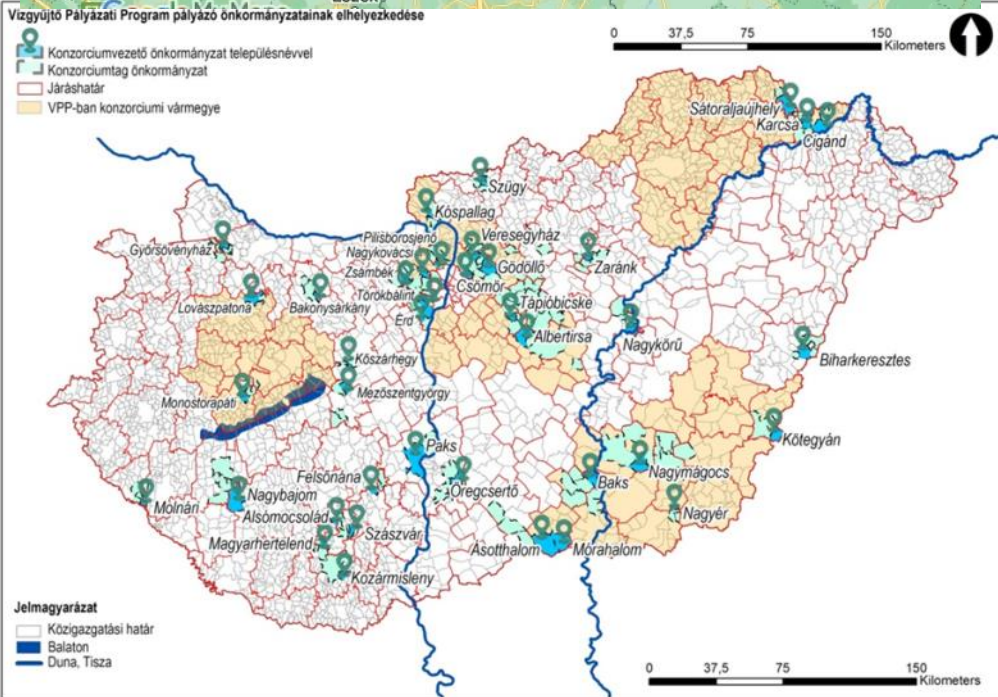 Vizgyűjtő Pályázati Program pályázó önkormányzatainak elhelyezkedése
Konzorciumvezető önkormányzat településnévvel
Konzorciumtag önkormányzat
Járáshatár
VPP-ban konzorciumi vármegye
0 37,5 75 150 Kilometers
Sátoraljaújhely
Karcsa
Cigánd
Szügy
Kóspallag
Pilisborosjenő
Veresegyház
Győrsövényház
Nagykovácsi
Gödöllő
Zaránk
Zsámbék
Csömör
Lovászpatona
Bakonysárkány
Törökbálint
Tápióbicske
Érd
Albertirsa
Nagykörű
Kőszárhegy
Biharkeresztes
Monostorapáti
Mezőszentgyörgy
Kötegyán
Paks
Felsőnána
Nagymágocs
Molnári
Nagybajom
Öregcsertő
Baks
Alsómocsolád
Szászvár
Nagyér
Magyarhertelend
Ásotthalom
Mórahalom
Kozármisleny
Jelmagyarázat
Közigazgatási határ
Balaton
Duna, Tisza
0 37,5 75 150 Kilometers